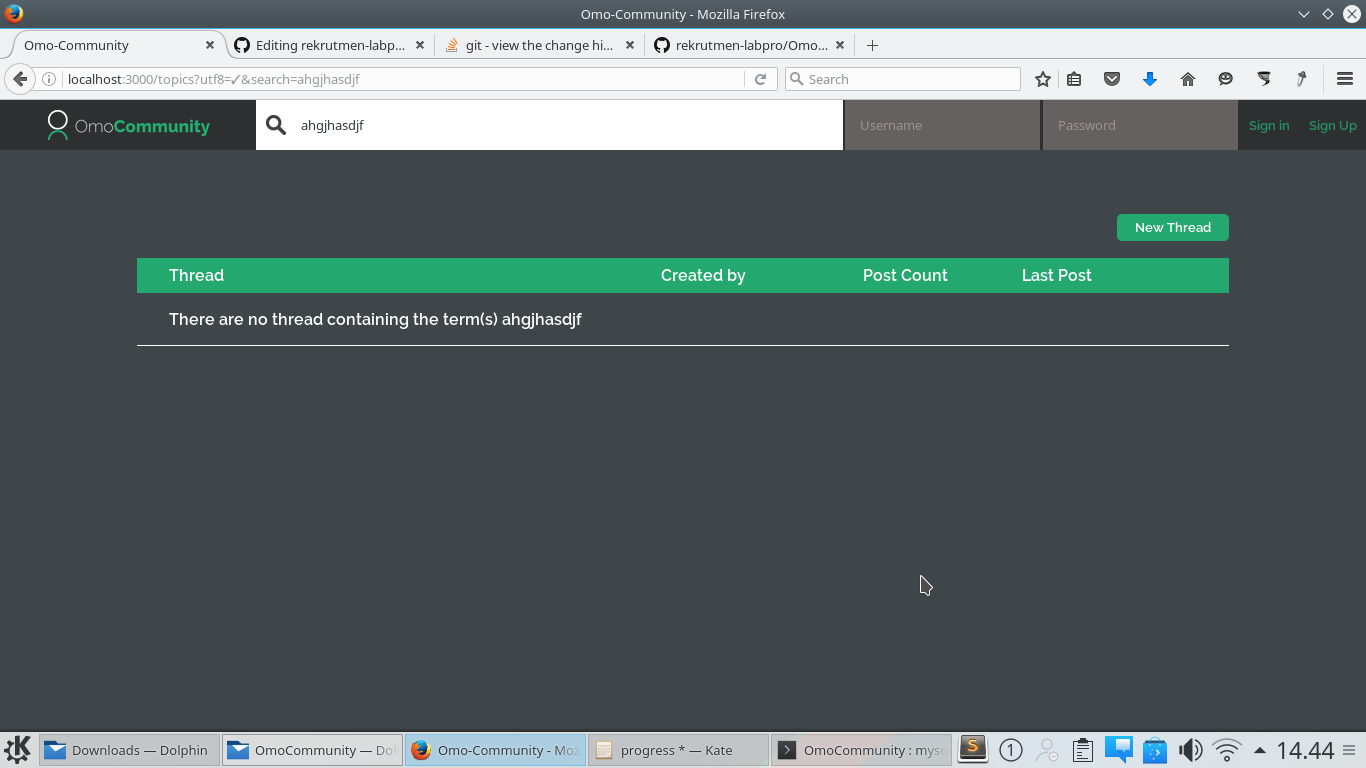 Omo-Community - Mozilla Firefox
Omo-Community
Editing rekrutmen-labp...
git - view the change hi...
rekrutmen-labpro/Omo...
localhost:3000/topics?utf8=✓&search=ahgjhasdjf
Search
OmoCommunity
ahgjhasdjf
Username
Password
Sign in
Sign Up
New Thread
Thread Created by Post Count Last Post
There are no thread containing the term(s) ahgjhasdjf
Downloads — Dolphin
OmoCommunity — Dol
Omo-Community - Moz
progress * — Kate
OmoCommunity : mysq
1
14.44